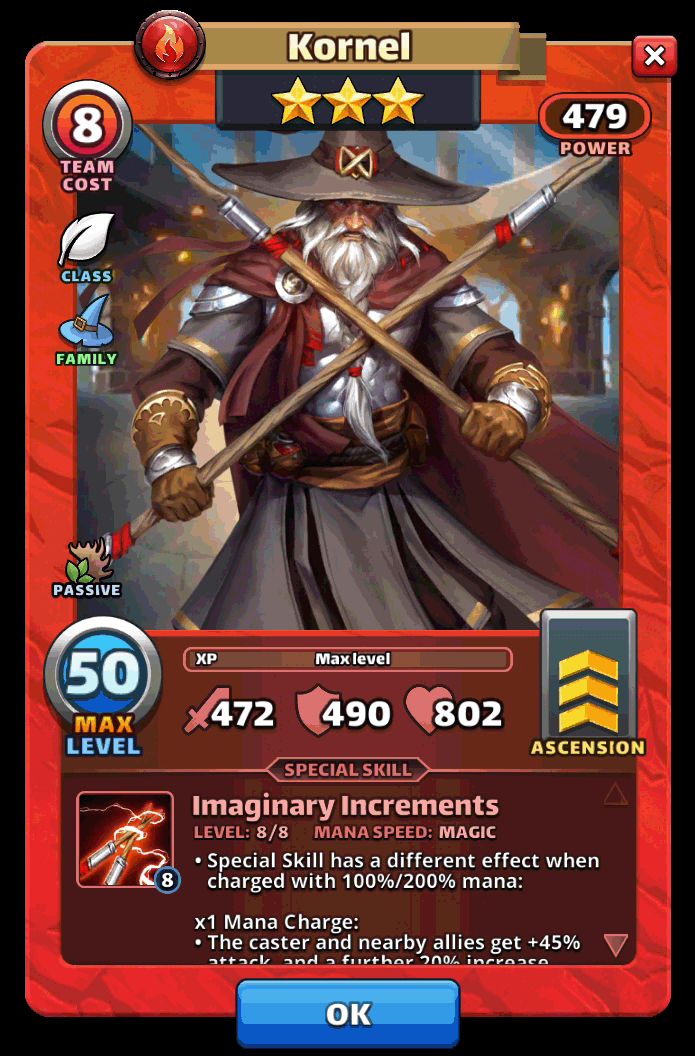 Kornel
8
TEAM
COST
479
POWER
CLASS
FAMILY
PASSIVE
50
MAX
LEVEL
XP Max level
472 490 802
ASCENSION
SPECIAL SKILL
Imaginary Increments
LEVEL: 8/8 MANA SPEED: MAGIC
8
• Special Skill has a different effect when
charged with 100%/200% mana:
x1 Mana Charge:
• The caster and nearby allies get +45%
attack, and a further 20% increase
OK